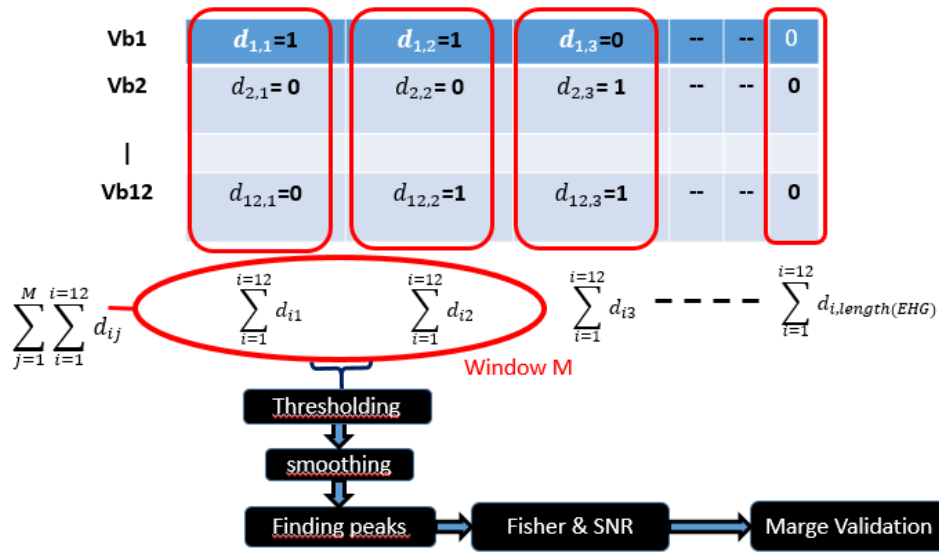 Vb1 d1,1=1 d1,2=1 d1,3=0 -- -- 0
Vb2 d2,1= 0 d2,2= 0 d2,3= 1 -- -- 0
|
Vb12 d12,1=0 d12,2=1 d12,3=1 -- -- 0
M i=12 i=12 i=12 i=12 i=12
∑ ∑ dij ∑ di1 ∑ di2 ∑ di3 – – – – – ∑ di,length(EHG)
j=1 i=1 i=1 i=1 i=1 i=1
Window M
Thresholding
smoothing
Finding peaks Fisher & SNR Marge Validation